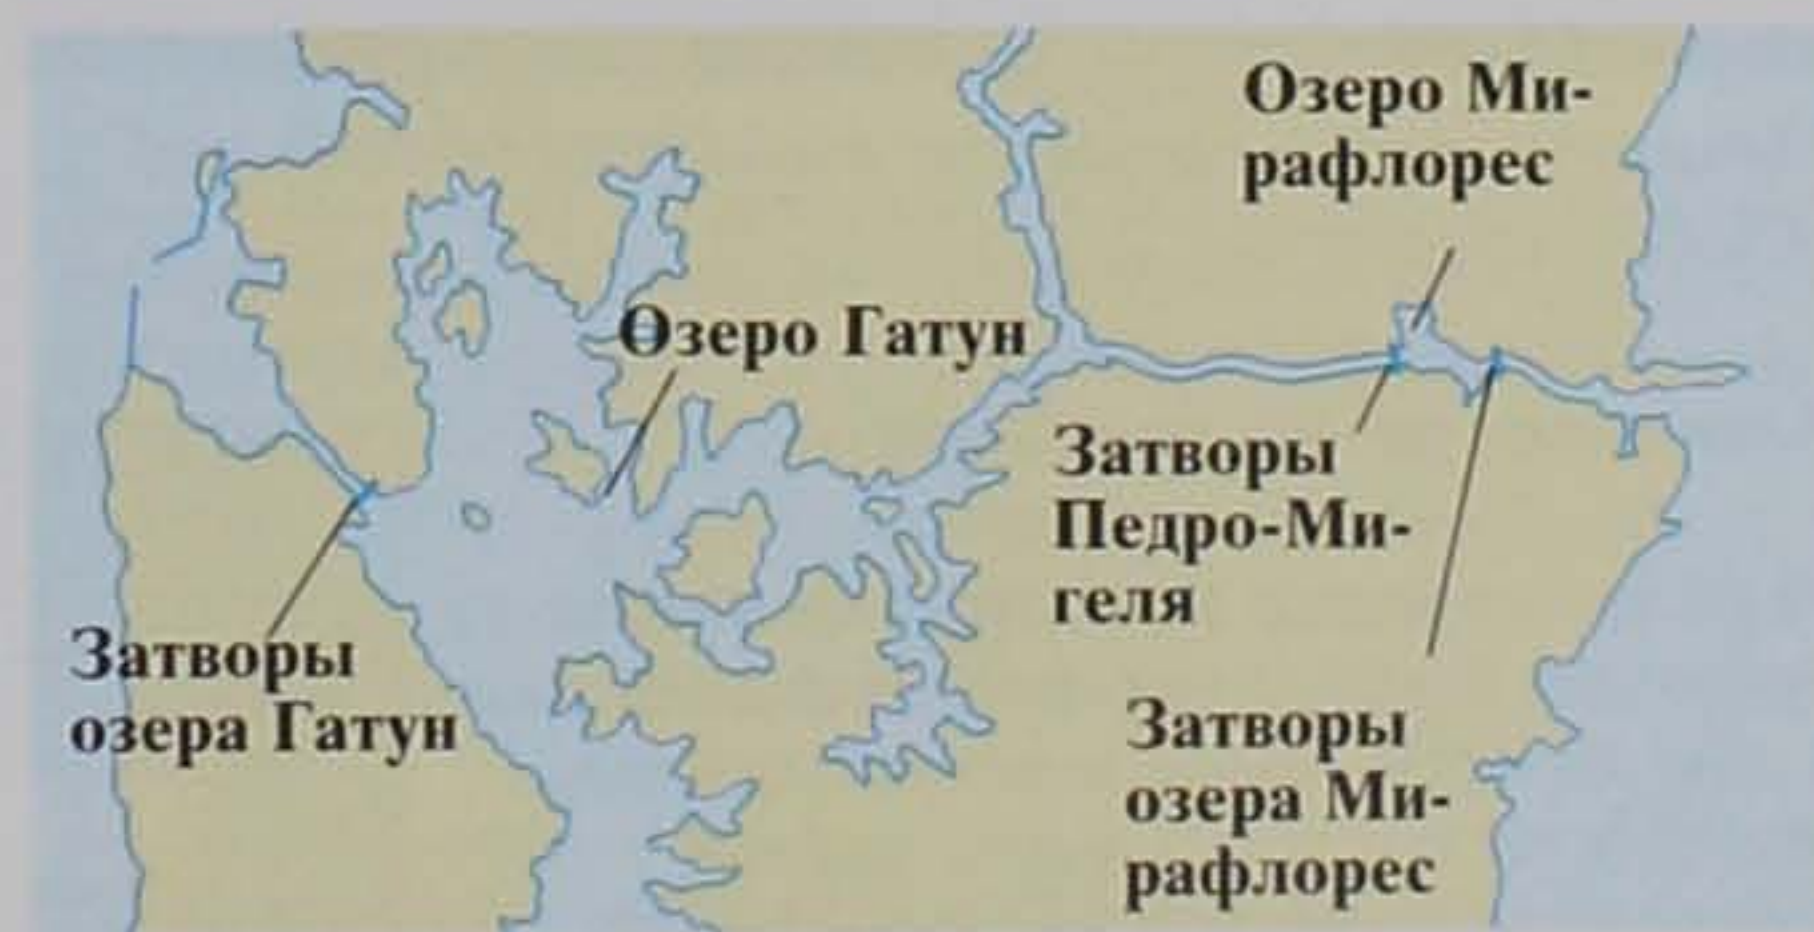 Озеро Ми-
рафлорес
Озеро Гатун
Затворы
Педро-Ми-
геля
Затворы
озера Гатун
Затворы
озера Ми-
рафлорес